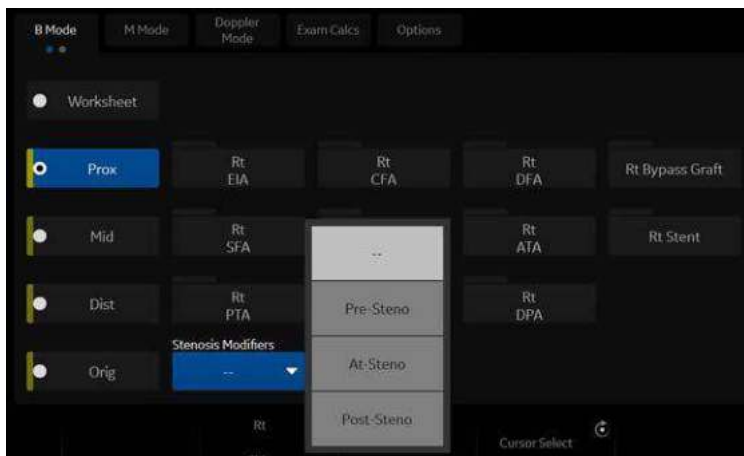 B Mode
M Mode
Doppler
Mode
Exam Calcs
Options
Worksheet
Prox
Rt
EIA
Rt
CFA
Rt
DFA
Rt Bypass Graft
Mid
Rt
SFA
Rt
ATA
Rt Stent
Dist
Rt
PTA
Rt
DPA
Orig
Stenosis Modifiers
--
--
Pre-Steno
At-Steno
Post-Steno
Rt
Cursor Select